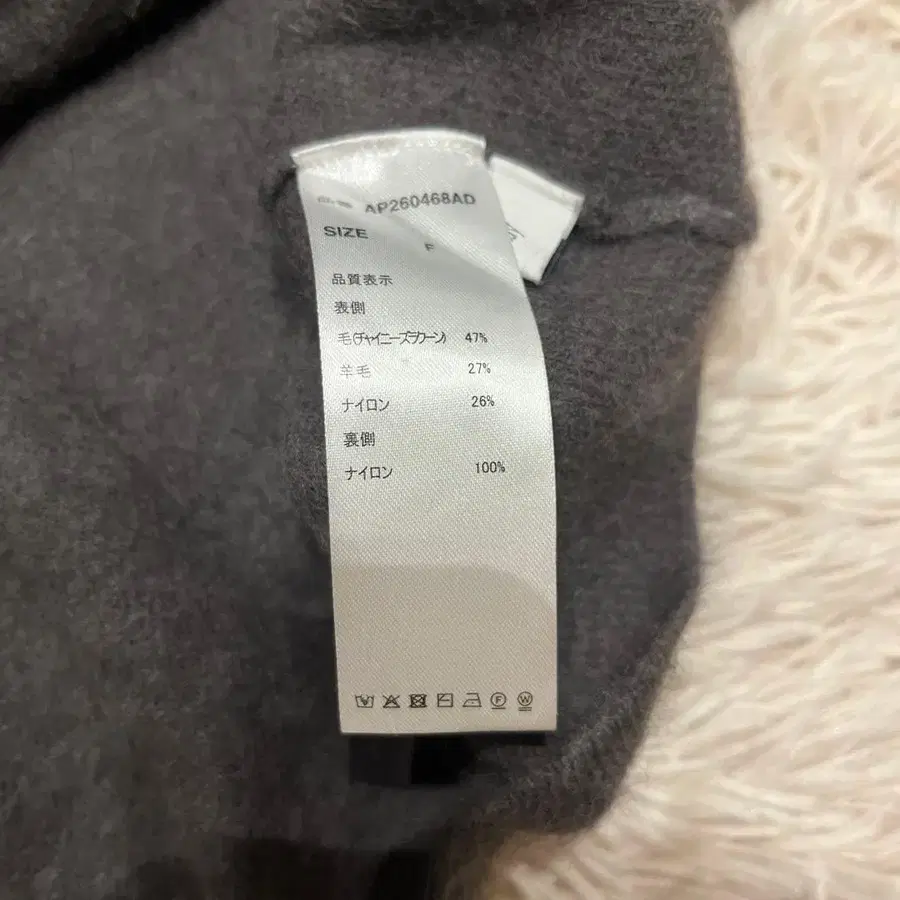 AP260468AD
SIZE F
品質表示
表側
毛(チャイニーズラクーン) 47%
羊毛 27%
ナイロン 26%
裏側
ナイロン 100%
F W